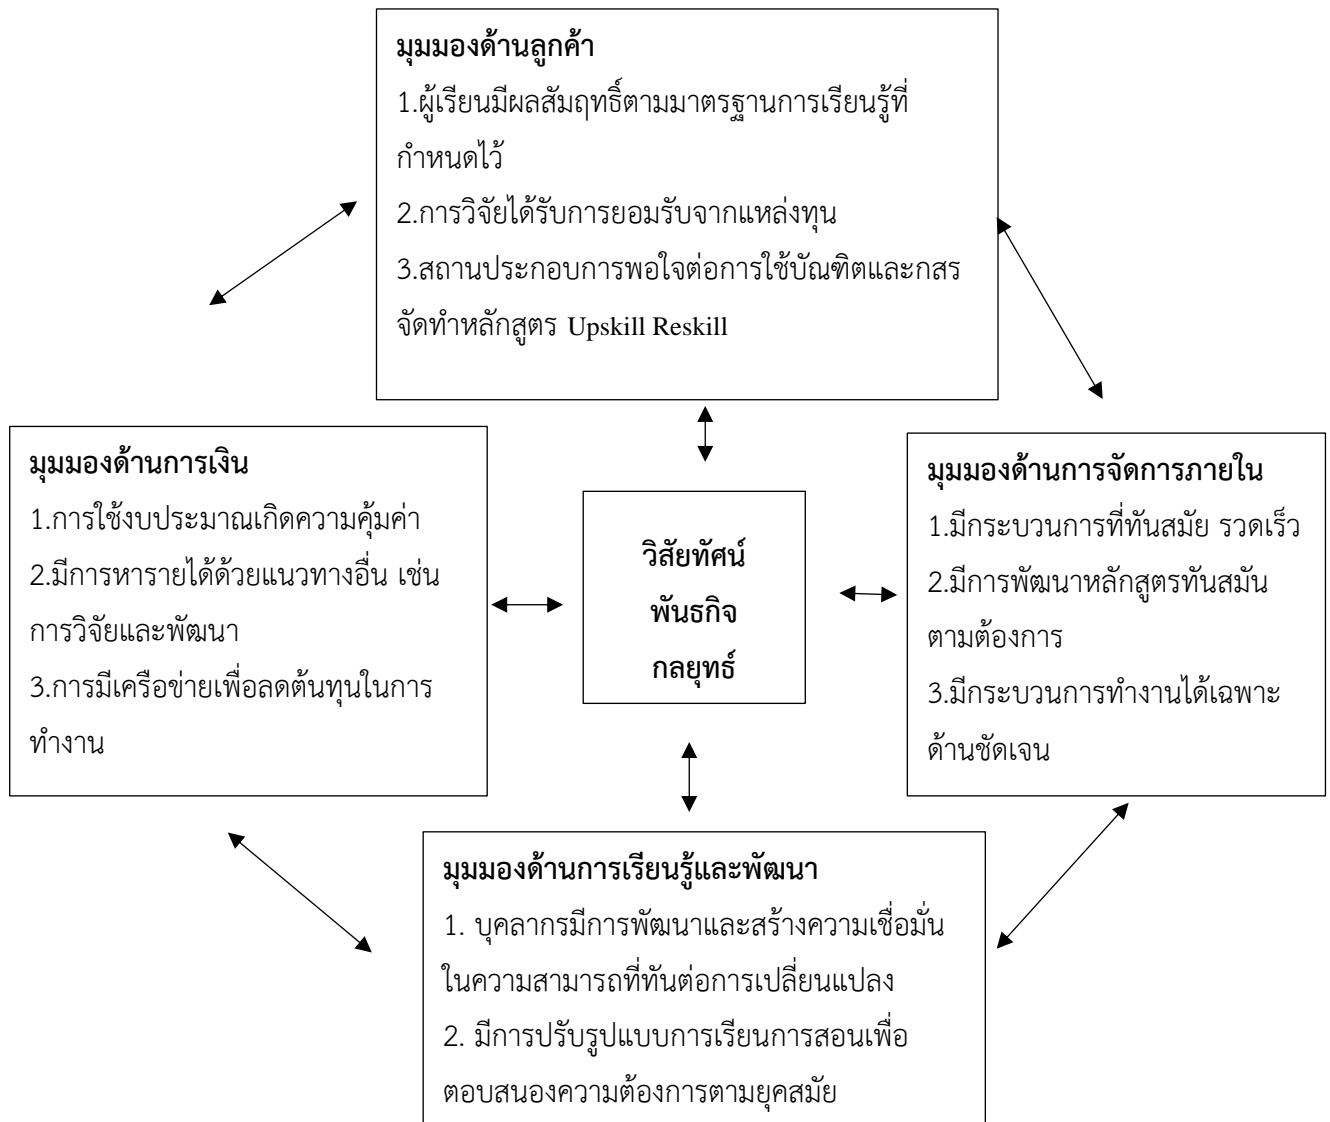 มุมมองด้านลูกค้า
1.ผู้เรียนมีผลสัมฤทธิ์ตามมาตรฐานการเรียนรู้ที่
กำหนดไว้
2.การวิจัยได้รับการยอมรับจากแหล่งทุน
3.สถานประกอบการพอใจต่อการใช้บัณฑิตและกสร
จัดทำหลักสูตร Upskill Reskill
มุมมองด้านการเงิน
1.การใช้งบประมาณเกิดความคุ้มค่า
2.มีการหารายได้ด้วยแนวทางอื่น เช่น
การวิจัยและพัฒนา
3.การมีเครือข่ายเพื่อลดต้นทุนในการ
ทำงาน
วิสัยทัศน์
พันธกิจ
กลยุทธ์
มุมมองด้านการจัดการภายใน
1.มีกระบวนการที่ทันสมัย รวดเร็ว
2.มีการพัฒนาหลักสูตรทันสมัน
ตามต้องการ
3.มีกระบวนการทำงานได้เฉพาะ
ด้านชัดเจน
มุมมองด้านการเรียนรู้และพัฒนา
1. บุคลากรมีการพัฒนาและสร้างความเชื่อมั่น
ในความสามารถที่ทันต่อการเปลี่ยนแปลง
2. มีการปรับรูปแบบการเรียนการสอนเพื่อ
ตอบสนองความต้องการตามยุคสมัย